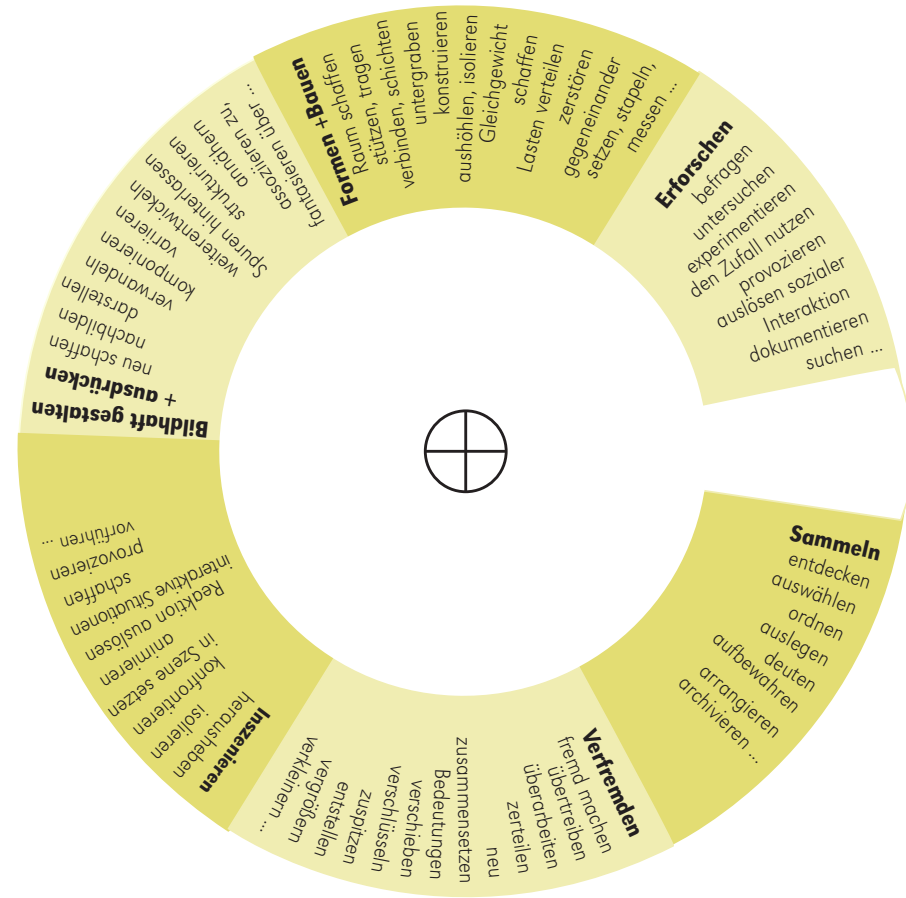 Formen + Bauen
Raum schaffen
stützen, tragen
verbinden, schichten
untergraben
konstruieren
aushöhlen, isolieren
Gleichgewicht
schaffen
Lasten verteilen
zerstören
gegeneinander
setzen, stapeln,
messen ...
Erforschen
befragen
untersuchen
experimentieren
den Zufall nutzen
provozieren
auslösen sozialer
Interaktion
dokumentieren
suchen ...
Sammeln
entdecken
auswählen
ordnen
auslegen
deuten
aufbewahren
arrangieren
archivieren ...
Verfremden
fremd machen
übertreiben
überarbeiten
zerteilen
neu
zusammensetzen
Bedeutungen
verschieben
verschlüsseln
zuspitzen
entstellen
vergrößern
verkleinern ...
Inszenieren
herausheben
isolieren
konfrontieren
in Szene setzen
animieren
Reaktion auslösen
interaktive Situationen
schaffen
provozieren
vorführen ...
Bildhaft gestalten
+ ausdrücken
neu schaffen
nachbilden
darstellen
verwandeln
komponieren
variieren
weiterentwickeln
Spuren hinterlassen
strukturieren
annähern
assoziieren zu,
fantasieren über ...